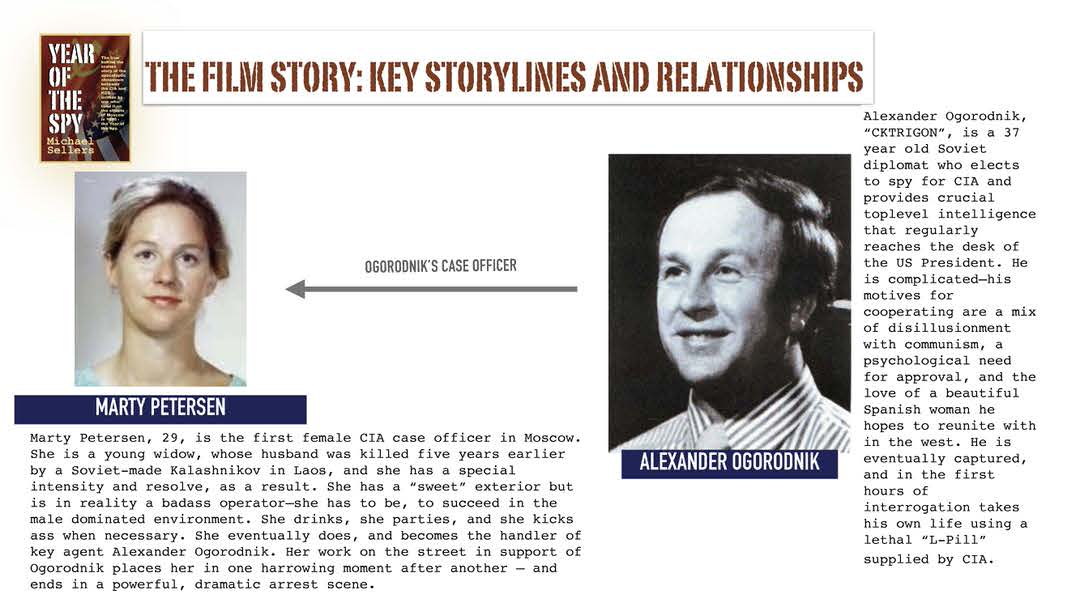 YEAR
OF
THE
SPY
Michael
Sellers
THE FILM STORY: KEY STORYLINES AND RELATIONSHIPS
OGORODNIK'S CASE OFFICER
MARTY PETERSEN
Marty Petersen, 29, is the first female CIA case officer in Moscow.
She is a young widow, whose husband was killed five years earlier
by a Soviet-made Kalashnikov in Laos, and she has a special
intensity and resolve, as a result. She has a “sweet” exterior but
is in reality a badass operator—she has to be, to succeed in the
male dominated environment. She drinks, she parties, and she kicks
ass when necessary. She eventually does, and becomes the handler of
key agent Alexander Ogorodnik. Her work on the street in support of
Ogorodnik places her in one harrowing moment after another – and
ends in a powerful, dramatic arrest scene.
ALEXANDER OGORODNIK
Alexander Ogorodnik,
“CKTRIGON”, is a 37
year old Soviet
diplomat who elects
to spy for CIA and
provides crucial
toplevel intelligence
that regularly
reaches the desk of
the US President. He
is complicated—his
motives for
cooperating are a mix
of disillusionment
with communism, a
psychological need
for approval, and the
love of a beautiful
Spanish woman he
hopes to reunite with
in the west. He is
eventually captured,
and in the first
hours of
interrogation takes
his own life using a
lethal “L-Pill”
supplied by CIA.